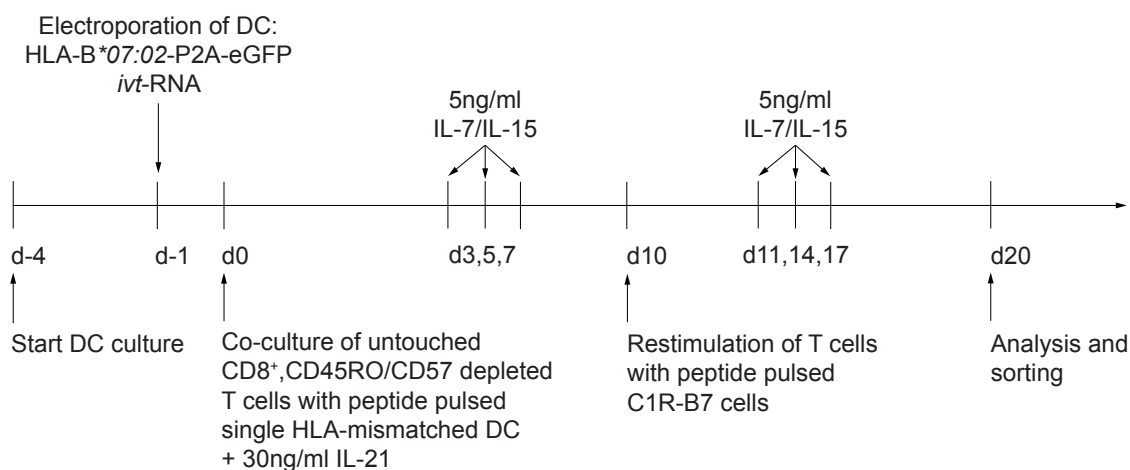 Electroporation of DC:
HLA-B*07:02-P2A-eGFP
ivt-RNA
5ng/ml
IL-7/IL-15
5ng/ml
IL-7/IL-15
d-4
d-1
d0
d3,5,7
d10
d11,14,17
d20
Start DC culture
Co-culture of untouched
CD8⁺,CD45RO/CD57 depleted
T cells with peptide pulsed
single HLA-mismatched DC
+ 30ng/ml IL-21
Restimulation of T cells
with peptide pulsed
C1R-B7 cells
Analysis and
sorting